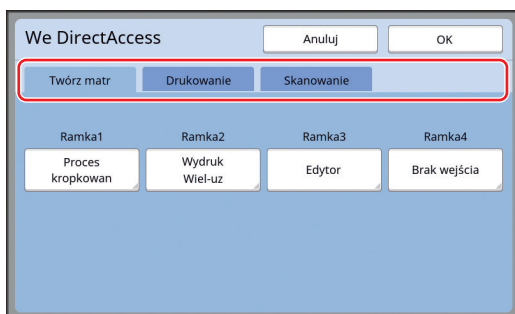 We DirectAccess
Anuluj
OK
Twórz matr
Drukowanie
Skanowanie
Ramka1
Ramka2
Ramka3
Ramka4
Proces
kropkowan
Wydruk
Wiel-uz
Edytor
Brak wejścia